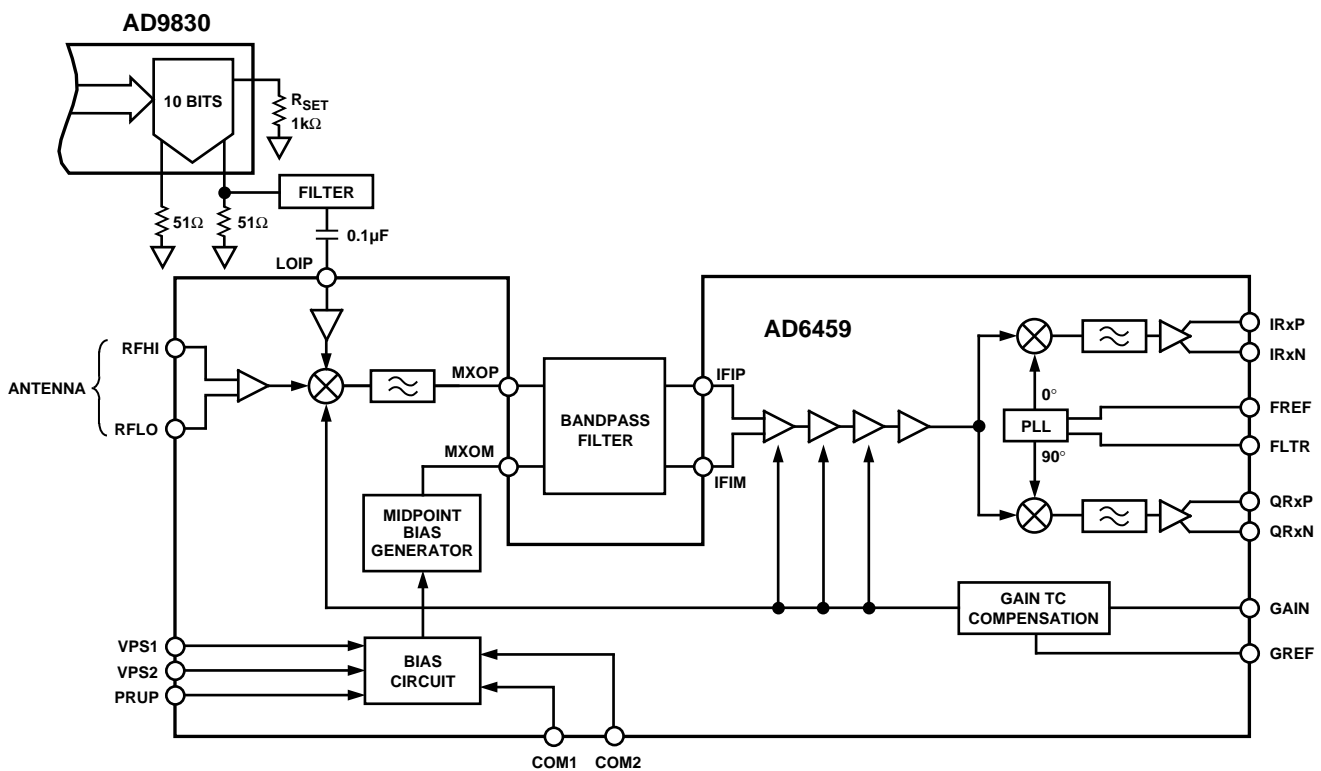 AD9830
10 BITS
RSET
1kΩ
FILTER
51Ω
51Ω
0.1µF
LOIP
AD6459
RFHI
ANTENNA
RFLO
MXOP
MXOM
BANDPASS
FILTER
IFIP
IFIM
MIDPOINT
BIAS
GENERATOR
0°
PLL
90°
IRxP
IRxN
FREF
FLTR
QRxP
QRxN
GAIN TC
COMPENSATION
GAIN
GREF
VPS1
VPS2
PRUP
BIAS
CIRCUIT
COM1
COM2